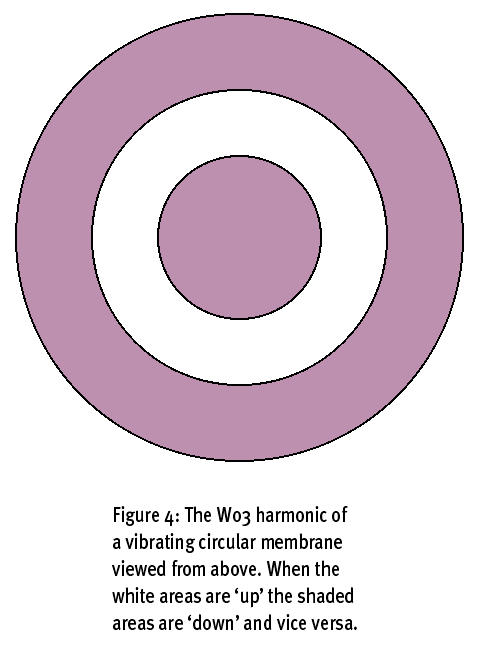 Figure 4: The W03 harmonic of
a vibrating circular membrane
viewed from above. When the
white areas are ‘up’ the shaded
areas are ‘down’ and vice versa.